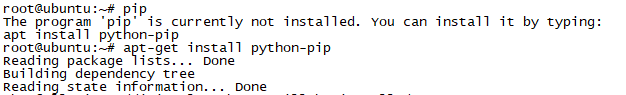 root@ubuntu:~# pip
The program 'pip' is currently not installed. You can install it by typing:
apt install python-pip
root@ubuntu:~# apt-get install python-pip
Reading package lists... Done
Building dependency tree
Reading state information... Done